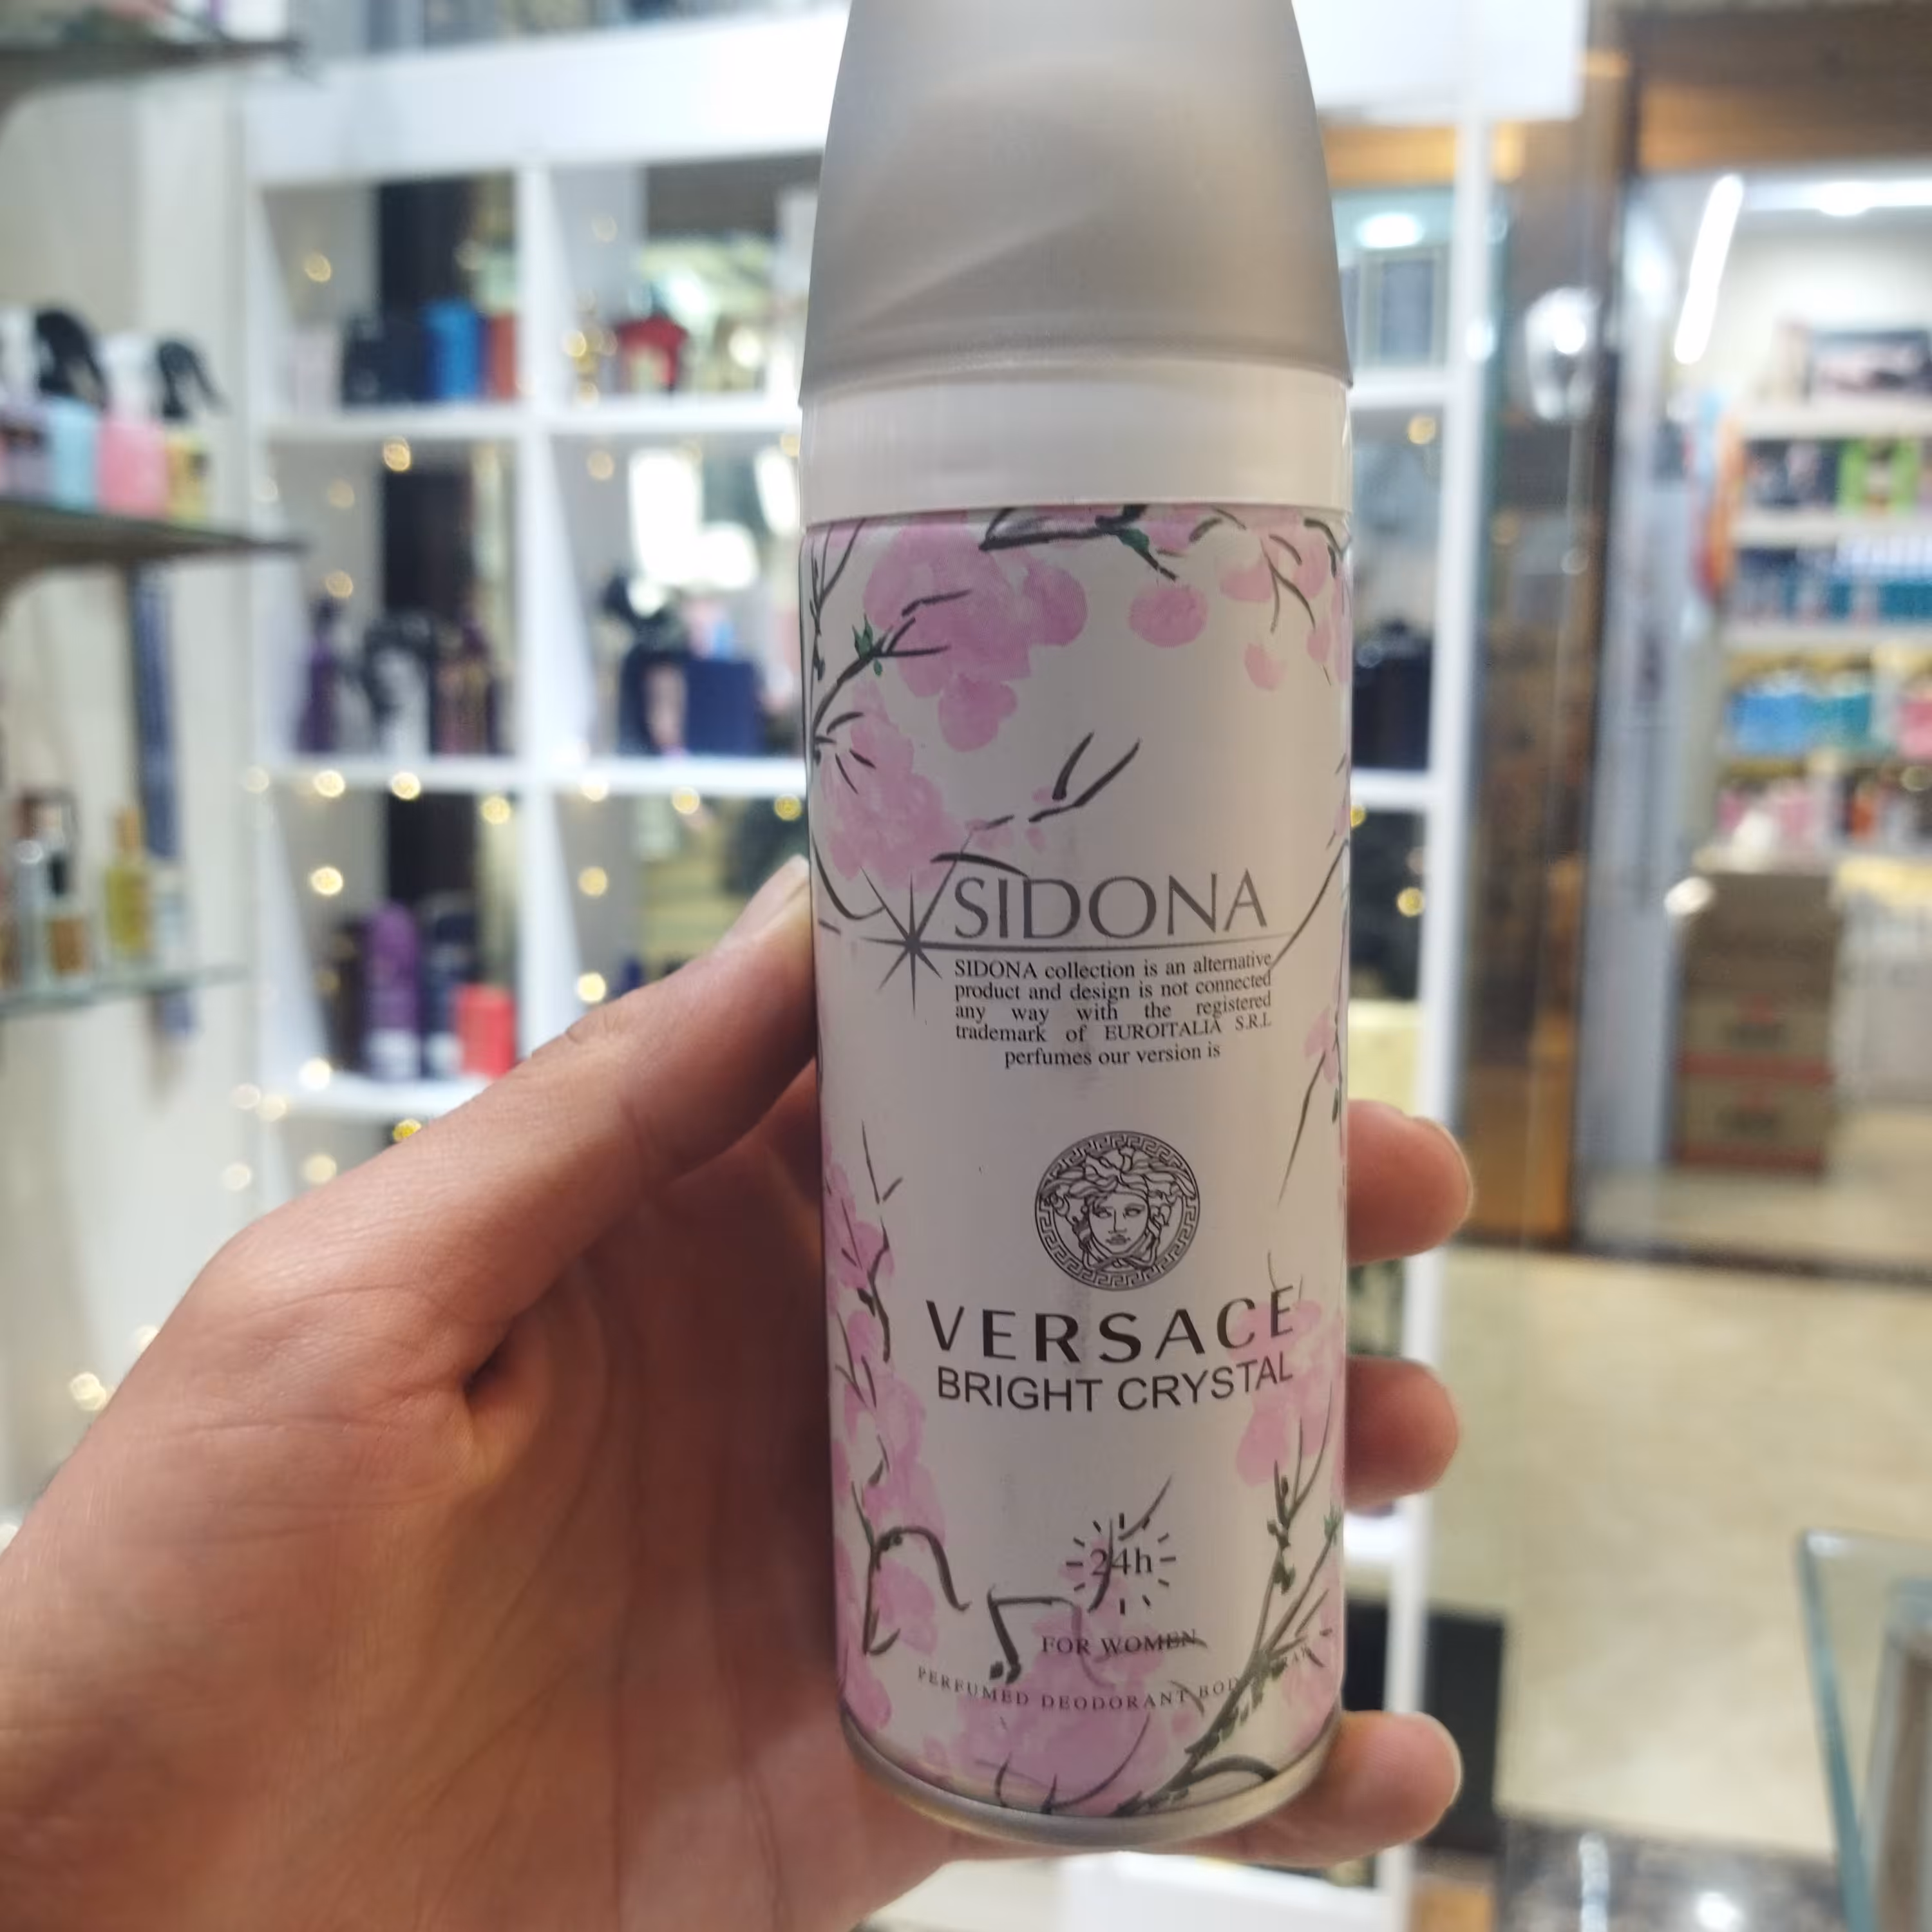 SIDONA
SIDONA collection is an alternative
product and design is not connected
any way with the registered
trademark of EUROITALIA S.R.L
perfumes our version is
VERSACE
BRIGHT CRYSTAL
24h
FOR WOMEN
PERFUMED DEODORANT BODY